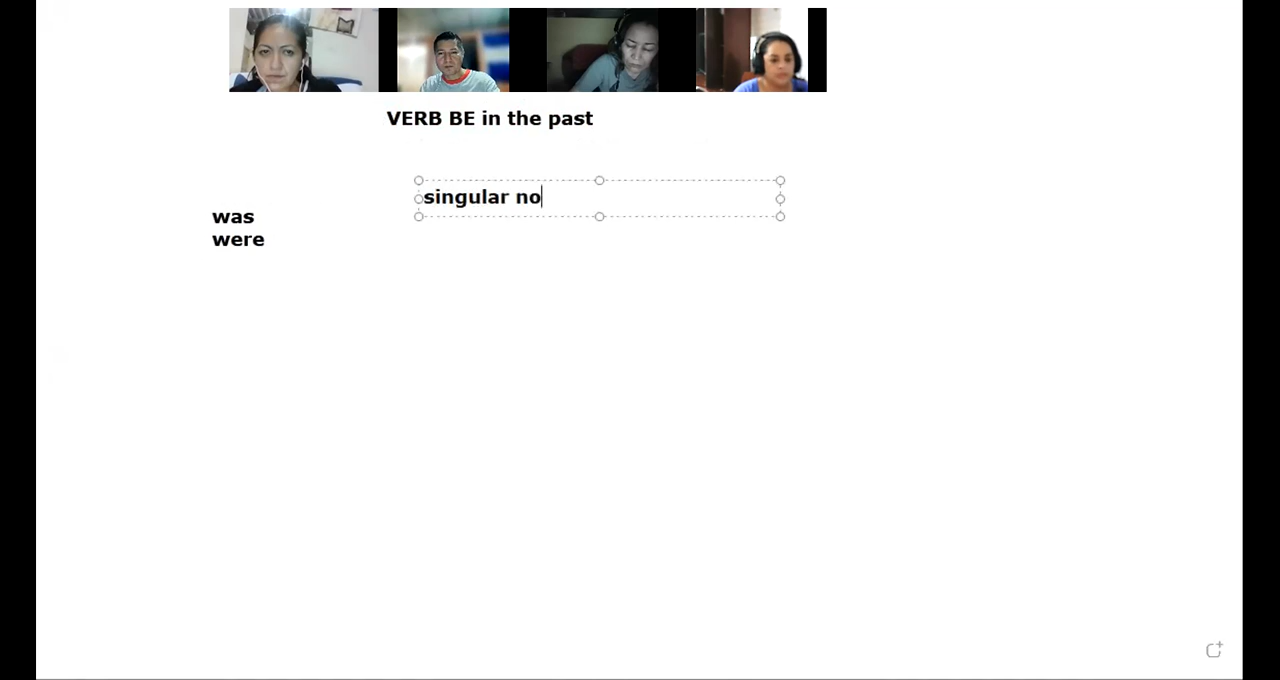 VERB BE in the past
singular no
was
were